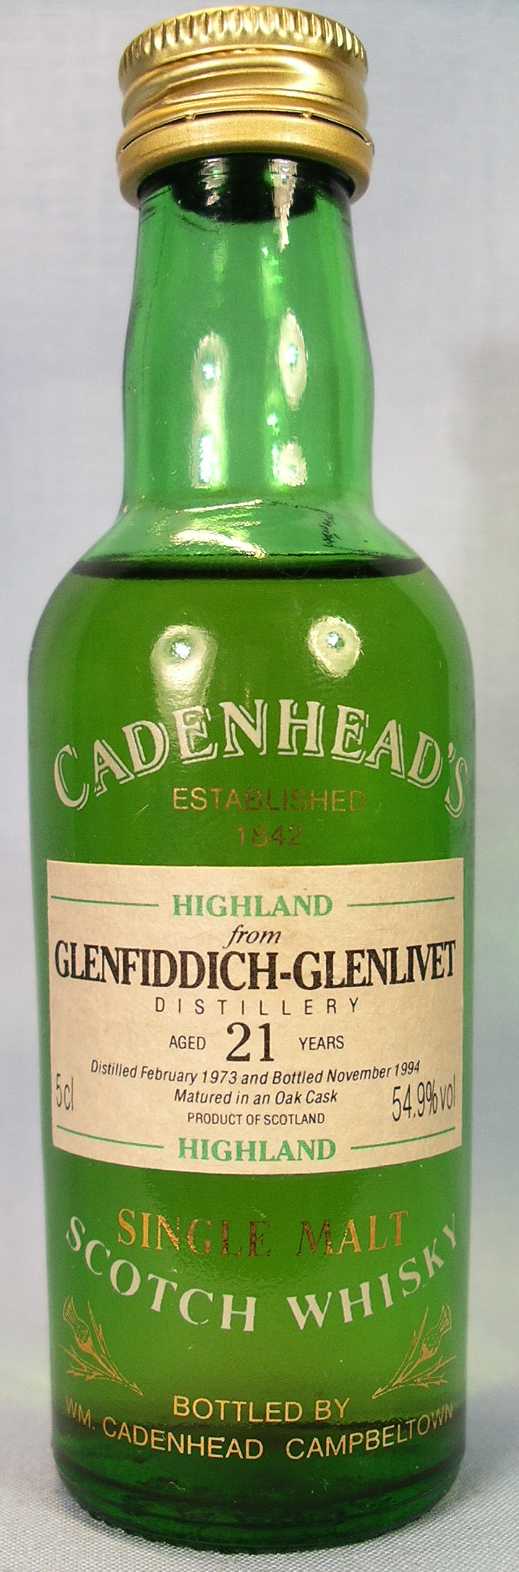 CADENHEAD'S
ESTABLISHED
1842
HIGHLAND
from
GLENFIDDICH-GLENLIVET
DISTILLERY
AGED 21 YEARS
Distilled February 1973 and Bottled November 1994
Matured in an Oak Cask
5cl PRODUCT OF SCOTLAND 54.9%vol
HIGHLAND
SINGLE MALT
SCOTCH WHISKY
BOTTLED BY
WM. CADENHEAD CAMPBELTOWN